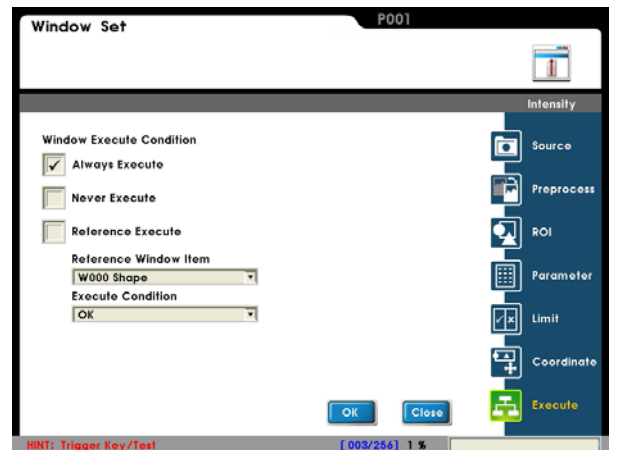 Window Set
P001
Intensity
Window Execute Condition
Always Execute
Never Execute
Reference Execute
Reference Window Item
W000 Shape
Execute Condition
OK
Source
Preprocess
ROI
Parameter
Limit
Coordinate
Execute
OK
Close
HINT: Trigger Key/Test
[003/256] 1 %